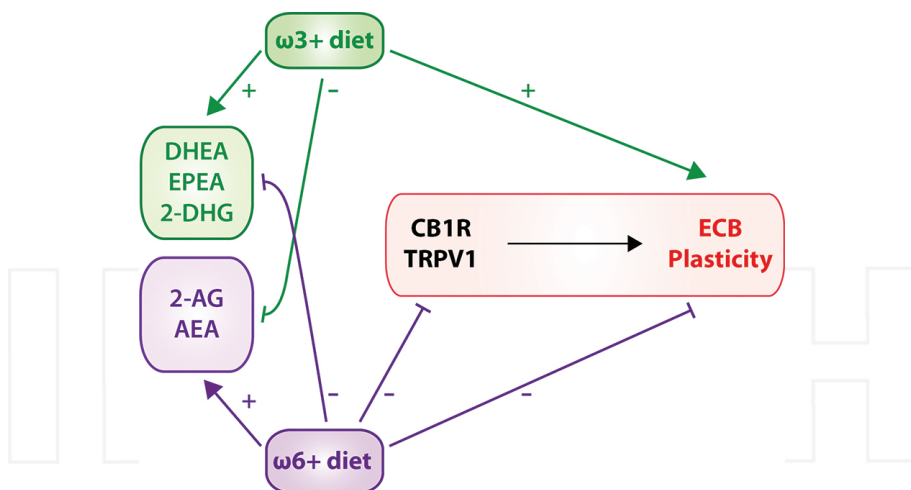 ω3+ diet
+
–
+
DHEA
EPEA
2-DHG
CB1R
TRPV1
ECB
Plasticity
2-AG
AEA
+
–
–
–
ω6+ diet